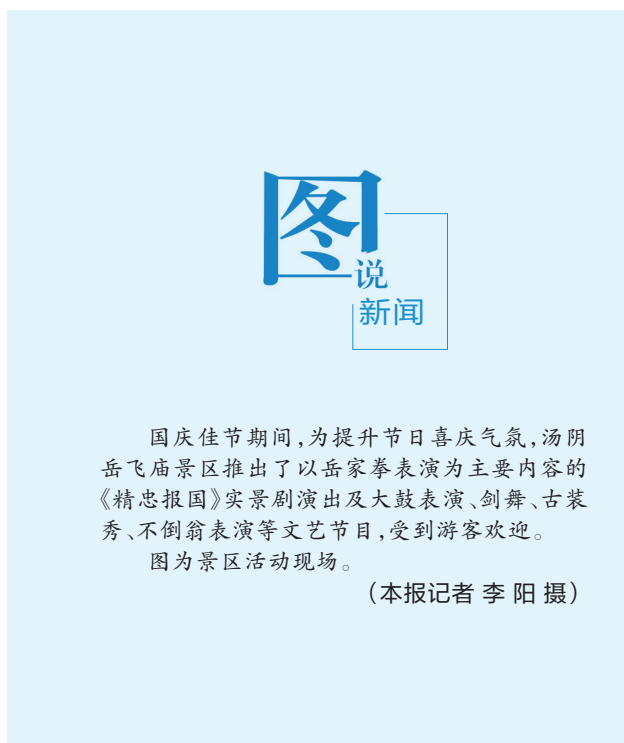 图
说
新闻
国庆佳节期间,为提升节日喜庆气氛,汤阴
岳飞庙景区推出了以岳家拳表演为主要内容的
《精忠报国》实景剧演出及大鼓表演、剑舞、古装
秀、不倒翁表演等文艺节目,受到游客欢迎。
图为景区活动现场。
（本报记者 李 阳 摄）